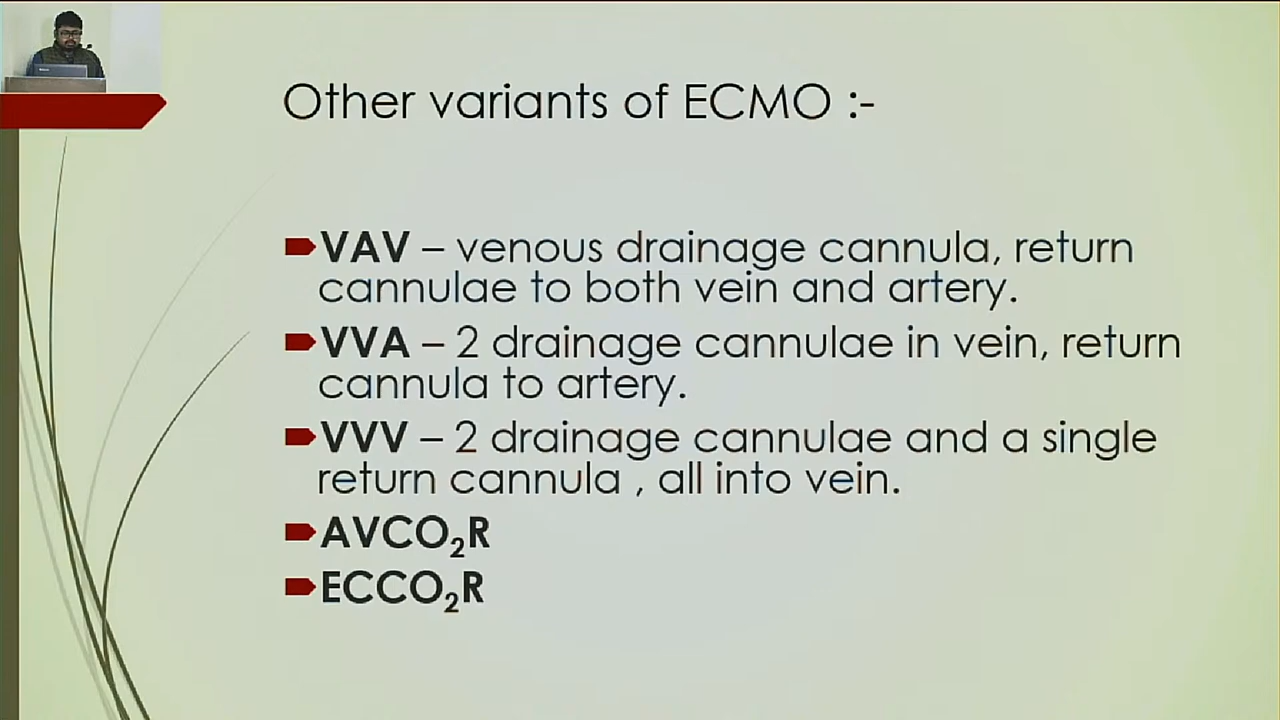 Other variants of ECMO :-
VAV – venous drainage cannula, return
cannulae to both vein and artery.
VVA – 2 drainage cannulae in vein, return
cannula to artery.
VVV – 2 drainage cannulae and a single
return cannula , all into vein.
AVCO₂R
ECCO₂R